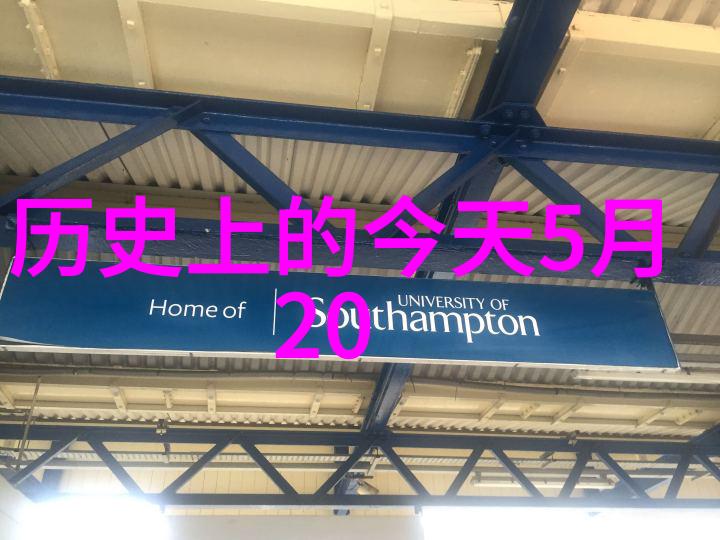 历史上的今天5月
20
Home of
UNIVERSITY OF
Southampton